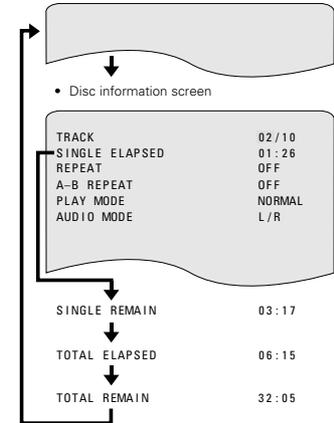 • Disc information screen
TRACK 02/10
SINGLE ELAPSED 01:26
REPEAT OFF
A–B REPEAT OFF
PLAY MODE NORMAL
AUDIO MODE L/R
SINGLE REMAIN 03:17
TOTAL ELAPSED 06:15
TOTAL REMAIN 32:05